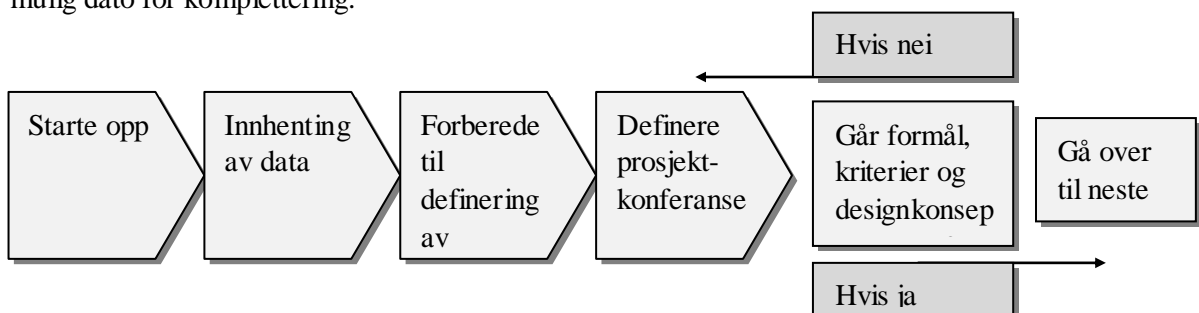 mulig dato for komplettering.
Hvis nei
Starte opp
Innhenting
av data
Forberede
til
definering
av
Definere
prosjekt-
konferanse
Går formål,
kriterier og
designkonsep
Gå over
til neste
Hvis ja